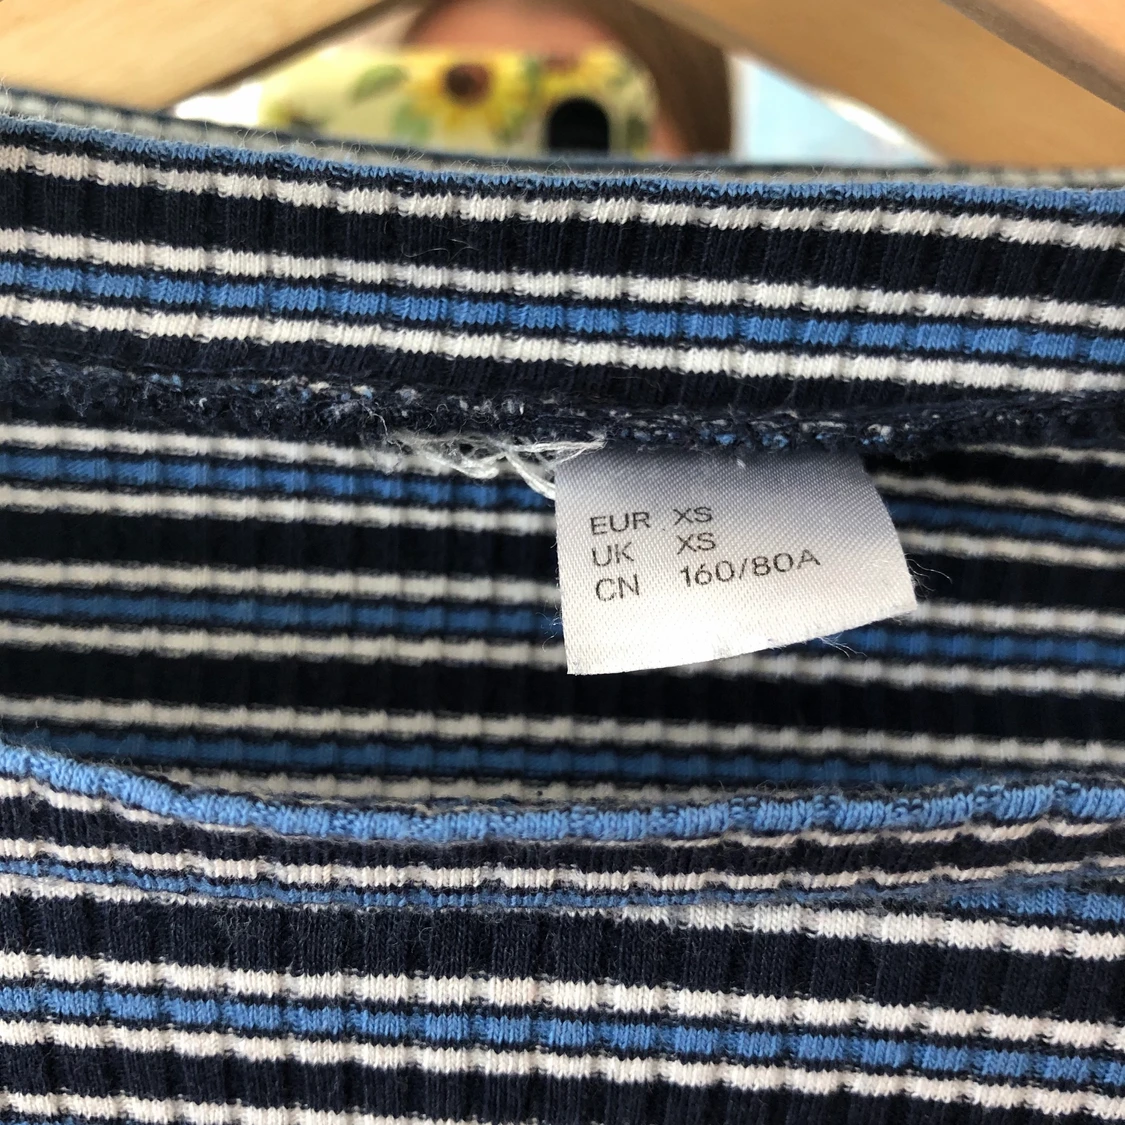 EUR XS
UK XS
CN 160/80A